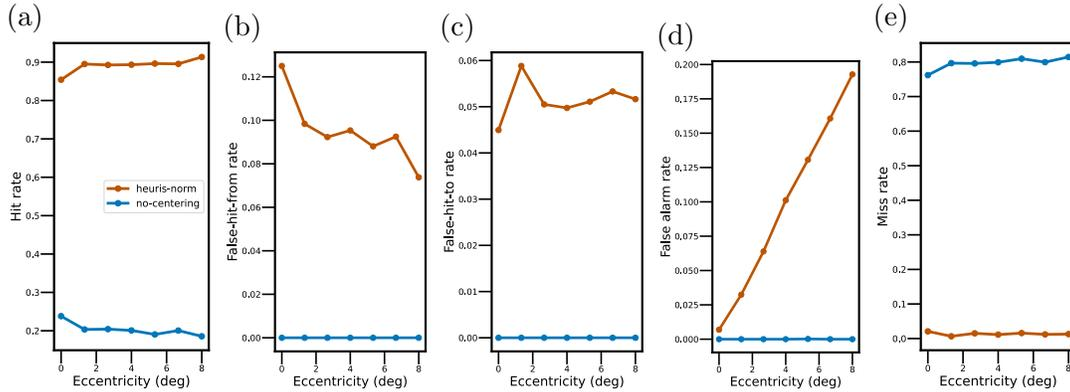 (a)
Hit rate
0.9
0.8
0.7
0.6
0.5
0.4
0.3
0.2
heuris-norm
no-centering
0 2 4 6 8
Eccentricity (deg)
(b)
False-hit-from rate
0.12
0.10
0.08
0.06
0.04
0.02
0.00
0 2 4 6 8
Eccentricity (deg)
(c)
False-hit-to rate
0.06
0.05
0.04
0.03
0.02
0.01
0.00
0 2 4 6 8
Eccentricity (deg)
(d)
False alarm rate
0.200
0.175
0.150
0.125
0.100
0.075
0.050
0.025
0.000
0 2 4 6 8
Eccentricity (deg)
(e)
Miss rate
0.8
0.7
0.6
0.5
0.4
0.3
0.2
0.1
0.0
0 2 4 6 8
Eccentricity (deg)